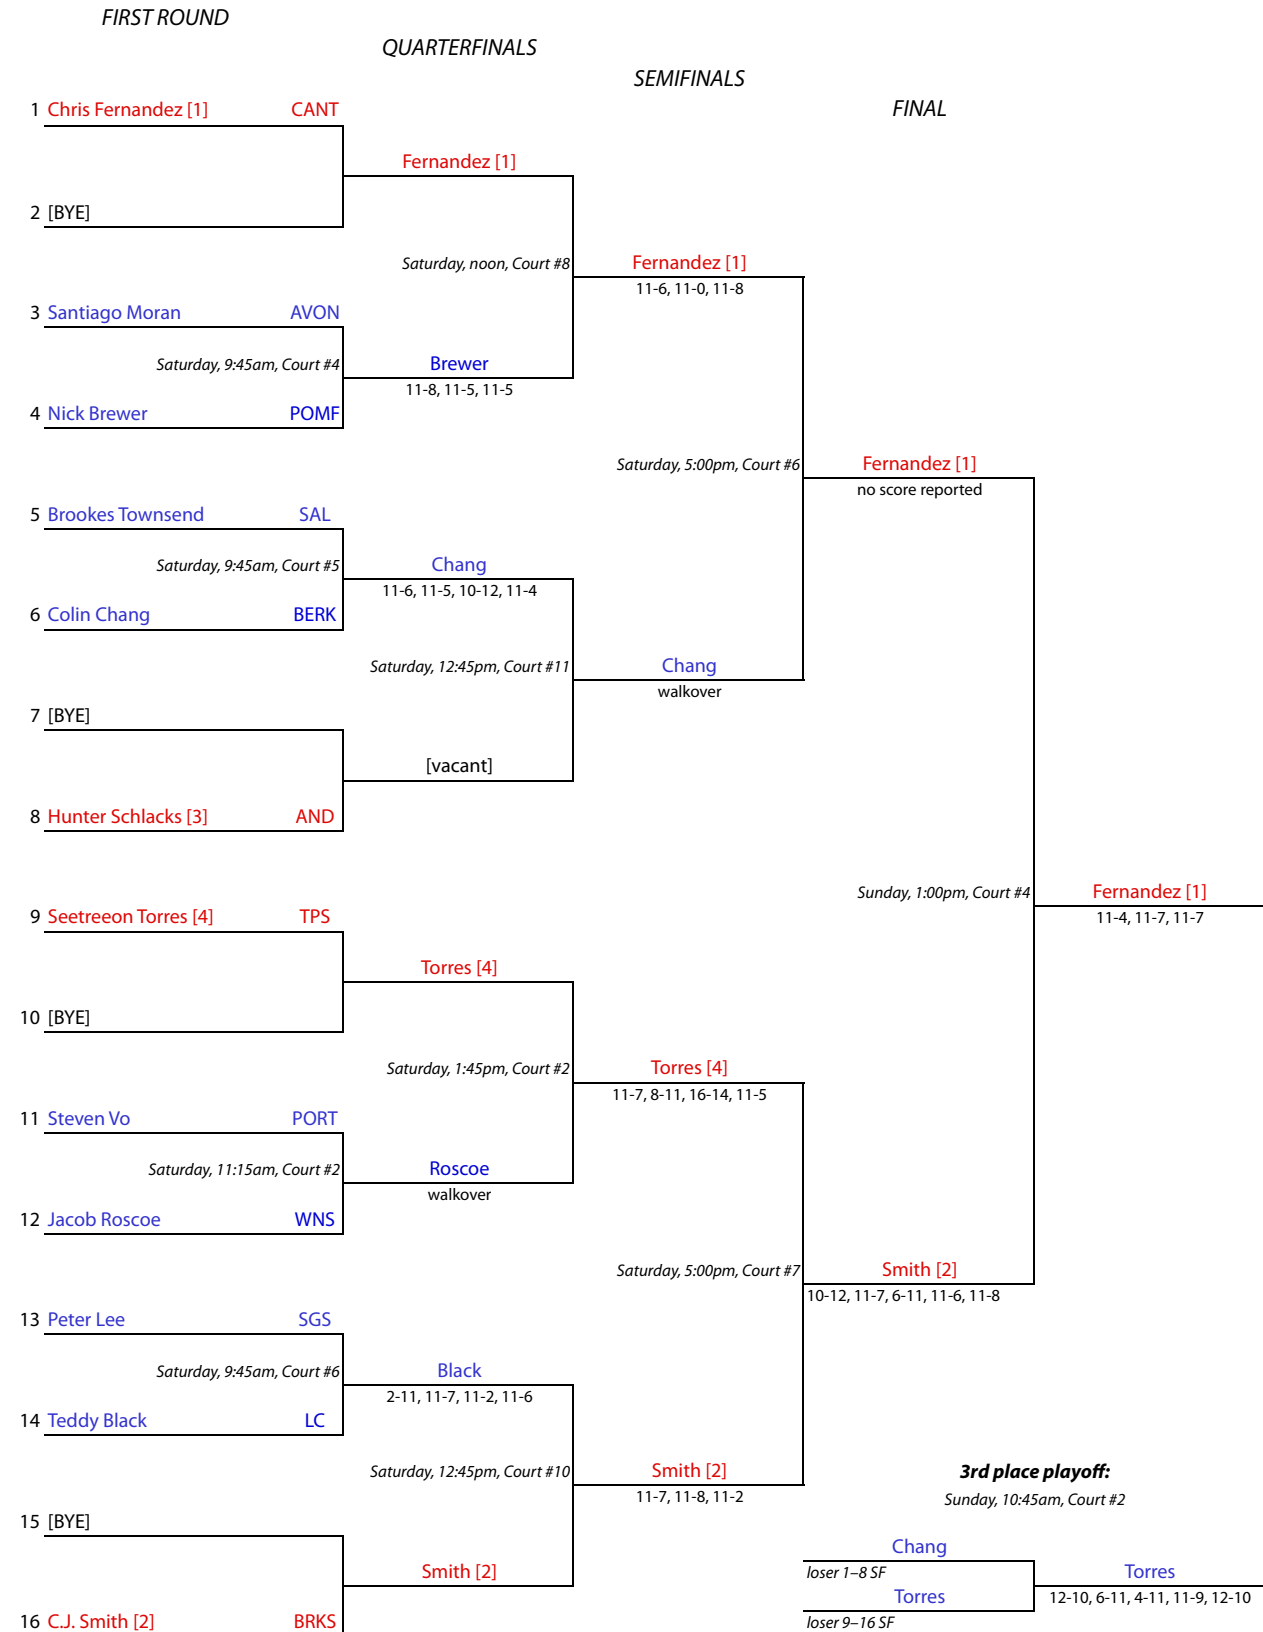 FIRST ROUND
QUARTERFINALS
SEMIFINALS
FINAL
1 Chris Fernandez [1] CANT
Fernandez [1]
2 [BYE]
Saturday, noon, Court #8
Fernandez [1]
11-6, 11-0, 11-8
3 Santiago Moran AVON
Saturday, 9:45am, Court #4
Brewer
11-8, 11-5, 11-5
4 Nick Brewer POMF
Saturday, 5:00pm, Court #6
Fernandez [1]
no score reported
5 Brookes Townsend SAL
Saturday, 9:45am, Court #5
Chang
11-6, 11-5, 10-12, 11-4
6 Colin Chang BERK
Saturday, 12:45pm, Court #11
Chang
walkover
7 [BYE]
[vacant]
8 Hunter Schlacks [3] AND
Sunday, 1:00pm, Court #4
Fernandez [1]
11-4, 11-7, 11-7
9 Seetreeon Torres [4] TPS
Torres [4]
10 [BYE]
Saturday, 1:45pm, Court #2
Torres [4]
11-7, 8-11, 16-14, 11-5
11 Steven Vo PORT
Saturday, 11:15am, Court #2
Roscoe
walkover
12 Jacob Roscoe WNS
Saturday, 5:00pm, Court #7
Smith [2]
10-12, 11-7, 6-11, 11-6, 11-8
13 Peter Lee SGS
Saturday, 9:45am, Court #6
Black
2-11, 11-7, 11-2, 11-6
14 Teddy Black LC
Saturday, 12:45pm, Court #10
Smith [2]
11-7, 11-8, 11-2
15 [BYE]
Smith [2]
16 C.J. Smith [2] BRKS
3rd place playoff:
Sunday, 10:45am, Court #2
Chang
loser 1–8 SF
Torres
12-10, 6-11, 4-11, 11-9, 12-10
Torres
loser 9–16 SF